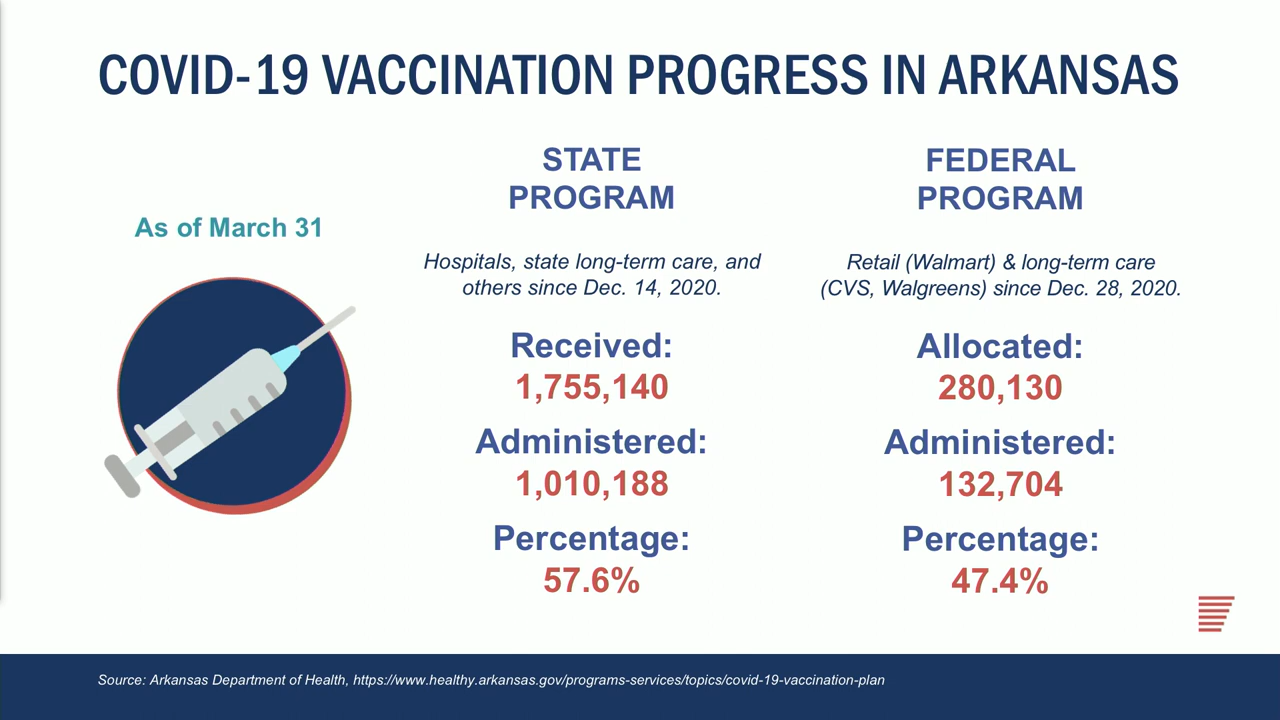 COVID-19 VACCINATION PROGRESS IN ARKANSAS
As of March 31
STATE
PROGRAM
Hospitals, state long-term care, and
others since Dec. 14, 2020.
Received:
1,755,140
Administered:
1,010,188
Percentage:
57.6%
FEDERAL
PROGRAM
Retail (Walmart) & long-term care
(CVS, Walgreens) since Dec. 28, 2020.
Allocated:
280,130
Administered:
132,704
Percentage:
47.4%
Source: Arkansas Department of Health, https://www.healthy.arkansas.gov/programs-services/topics/covid-19-vaccination-plan